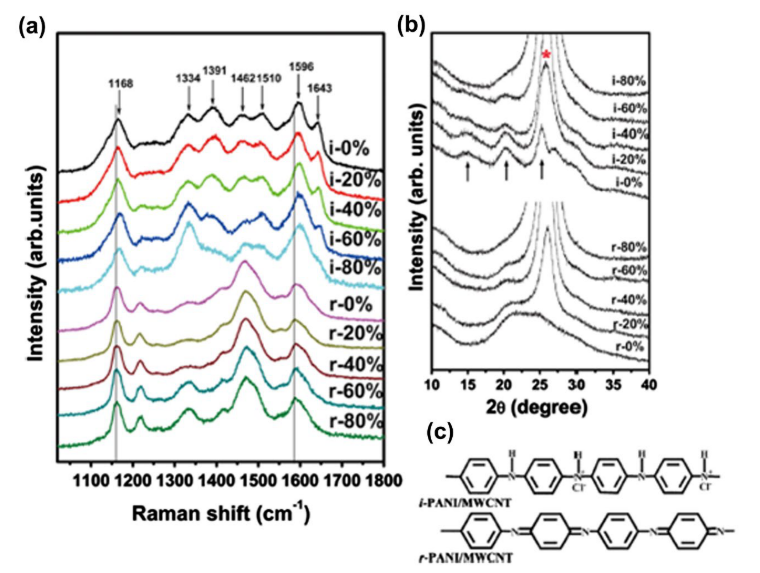 (a)
1168
1334
1391
1462
1510
1596
1643
i-0%
i-20%
i-40%
i-60%
i-80%
r-0%
r-20%
r-40%
r-60%
r-80%
Intensity (arb.units)
1100 1200 1300 1400 1500 1600 1700 1800
Raman shift (cm-1)
(b)
*
i-80%
i-60%
i-40%
i-20%
i-0%
r-80%
r-60%
r-40%
r-20%
r-0%
Intensity (arb. units)
10 15 20 25 30 35 40
2θ (degree)
(c)
H H H H
N N+ N N+
Cl- Cl-
i-PANI/MWCNT
N N N N
r-PANI/MWCNT